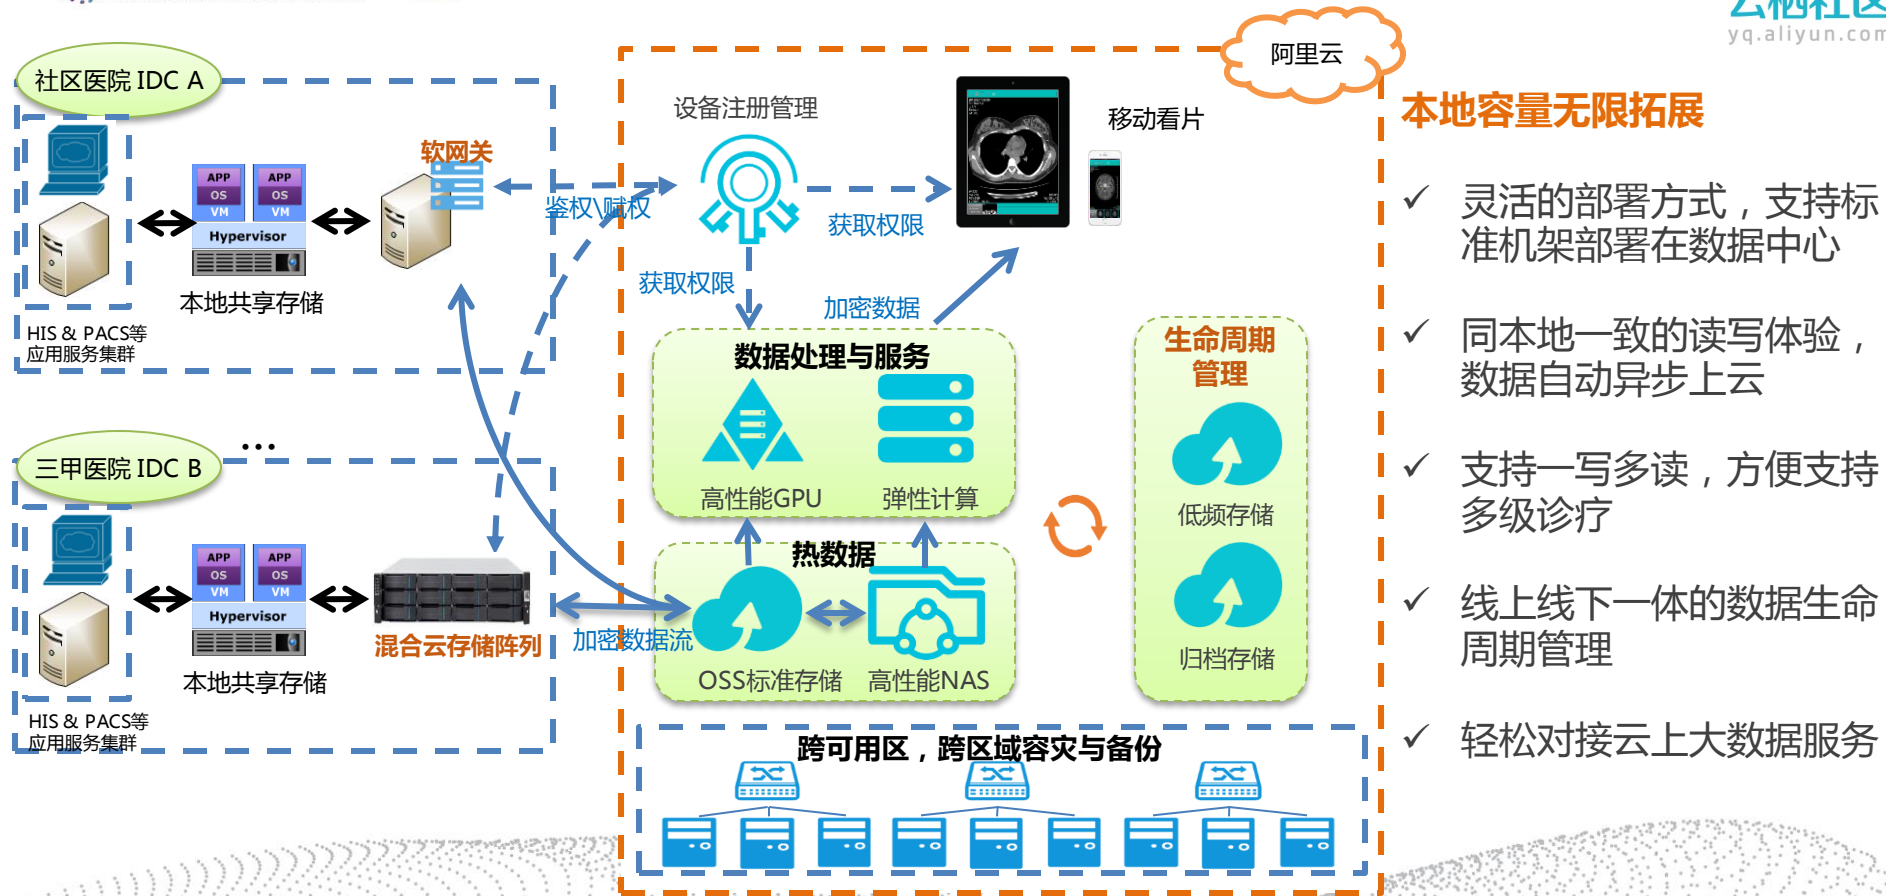 云栖社区
yq.aliyun.com
阿里云
社区医院 IDC A
软网关
APP
APP
OS
OS
VM
VM
Hypervisor
本地共享存储
HIS & PACS等
应用服务集群
鉴权\赋权
设备注册管理
获取权限
移动看片
获取权限
加密数据
数据处理与服务
高性能GPU
弹性计算
生命周期
管理
低频存储
归档存储
...
三甲医院 IDC B
APP
APP
OS
OS
VM
VM
Hypervisor
本地共享存储
混合云存储阵列
HIS & PACS等
应用服务集群
加密数据流
热数据
OSS标准存储
高性能NAS
跨可用区，跨区域容灾与备份
本地容量无限拓展
✓ 灵活的部署方式，支持标
准机架部署在数据中心
✓ 同本地一致的读写体验，
数据自动异步上云
✓ 支持一写多读，方便支持
多级诊疗
✓ 线上线下一体的数据生命
周期管理
✓ 轻松对接云上大数据服务